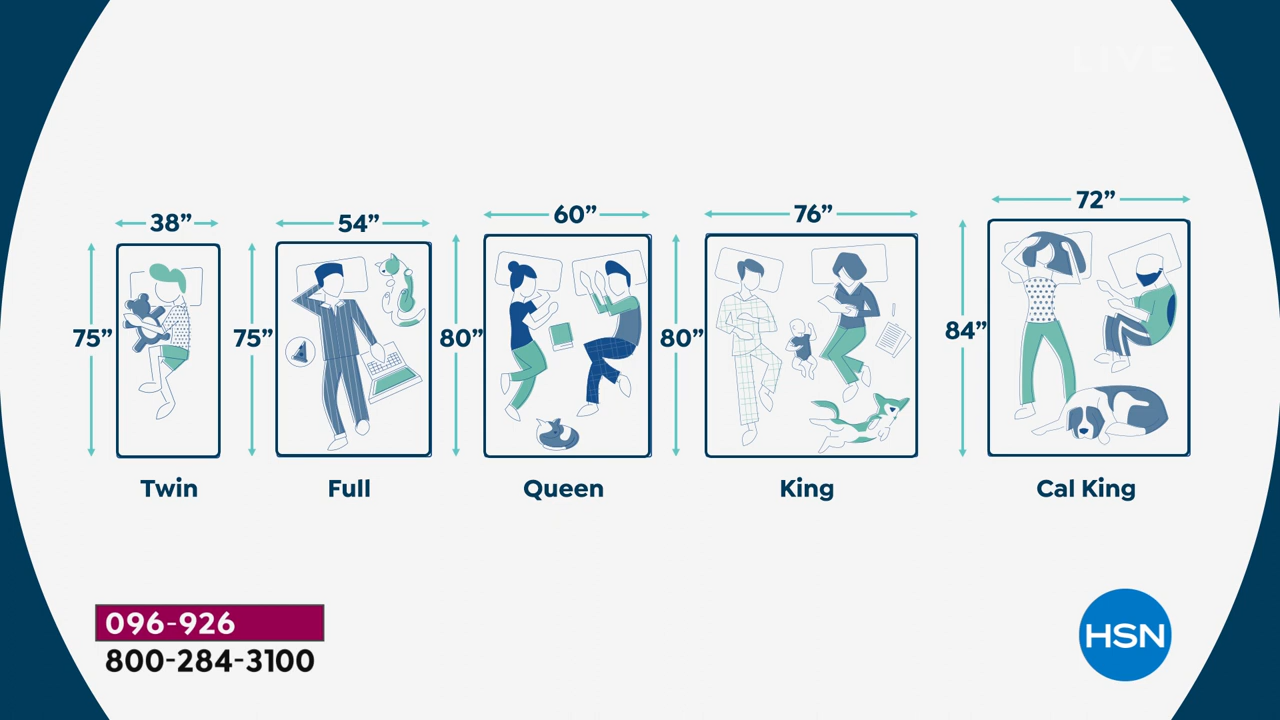 LIVE
38”
54”
60”
76”
72”
75”
75”
80”
80”
84”
Twin
Full
Queen
King
Cal King
096-926
800-284-3100
HSN